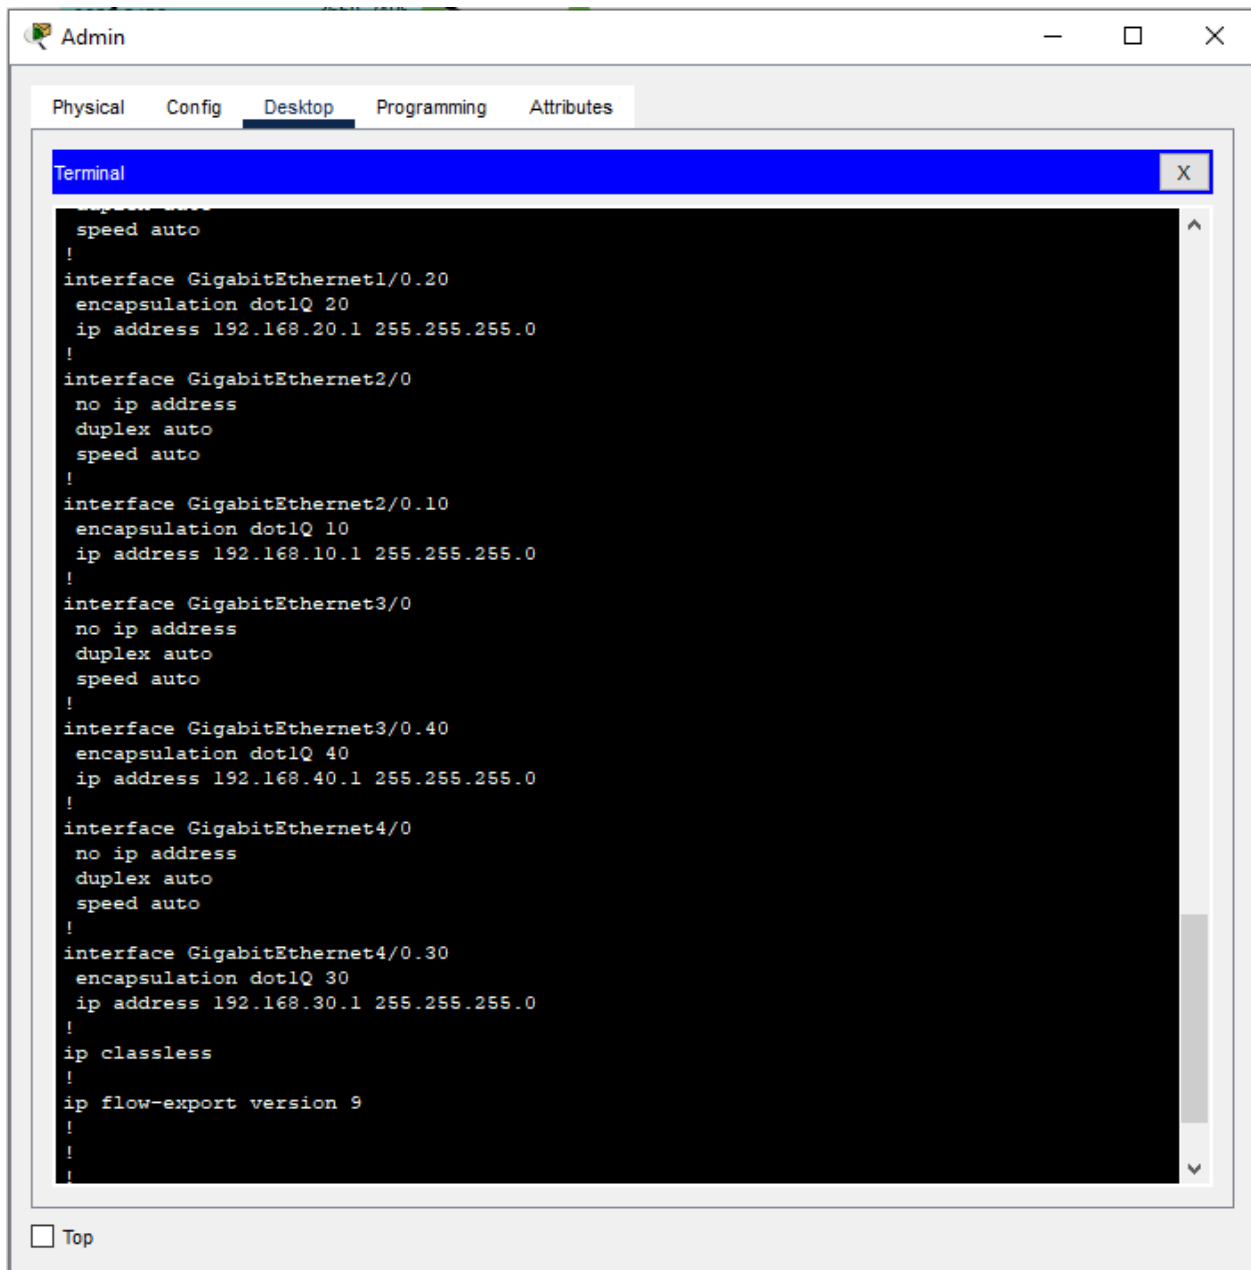 Admin
Physical Config Desktop Programming Attributes
Terminal
X
duplex auto
speed auto
!
interface GigabitEthernet1/0.20
encapsulation dot1Q 20
ip address 192.168.20.1 255.255.255.0
!
interface GigabitEthernet2/0
no ip address
duplex auto
speed auto
!
interface GigabitEthernet2/0.10
encapsulation dot1Q 10
ip address 192.168.10.1 255.255.255.0
!
interface GigabitEthernet3/0
no ip address
duplex auto
speed auto
!
interface GigabitEthernet3/0.40
encapsulation dot1Q 40
ip address 192.168.40.1 255.255.255.0
!
interface GigabitEthernet4/0
no ip address
duplex auto
speed auto
!
interface GigabitEthernet4/0.30
encapsulation dot1Q 30
ip address 192.168.30.1 255.255.255.0
!
ip classless
!
ip flow-export version 9
!
!
!
Top